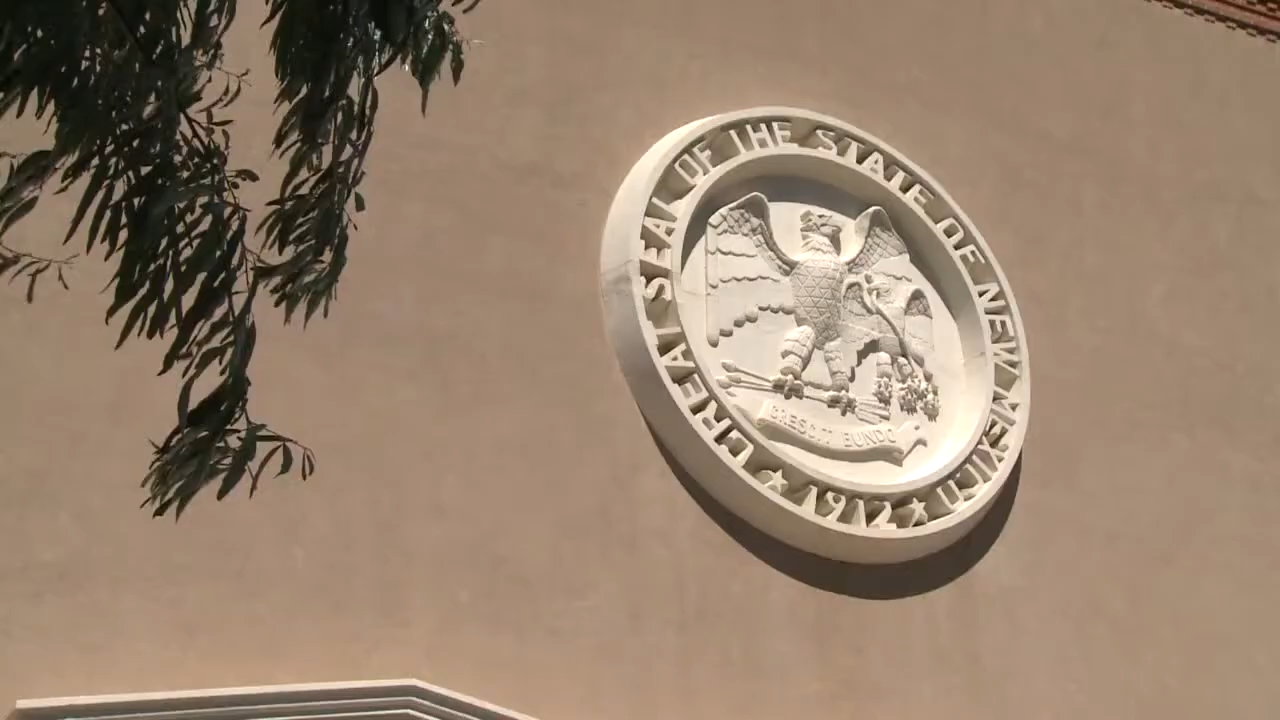 GREAT SEAL OF THE STATE OF NEW MEXICO
★ 1912 ★
CRESCIT EUNDO